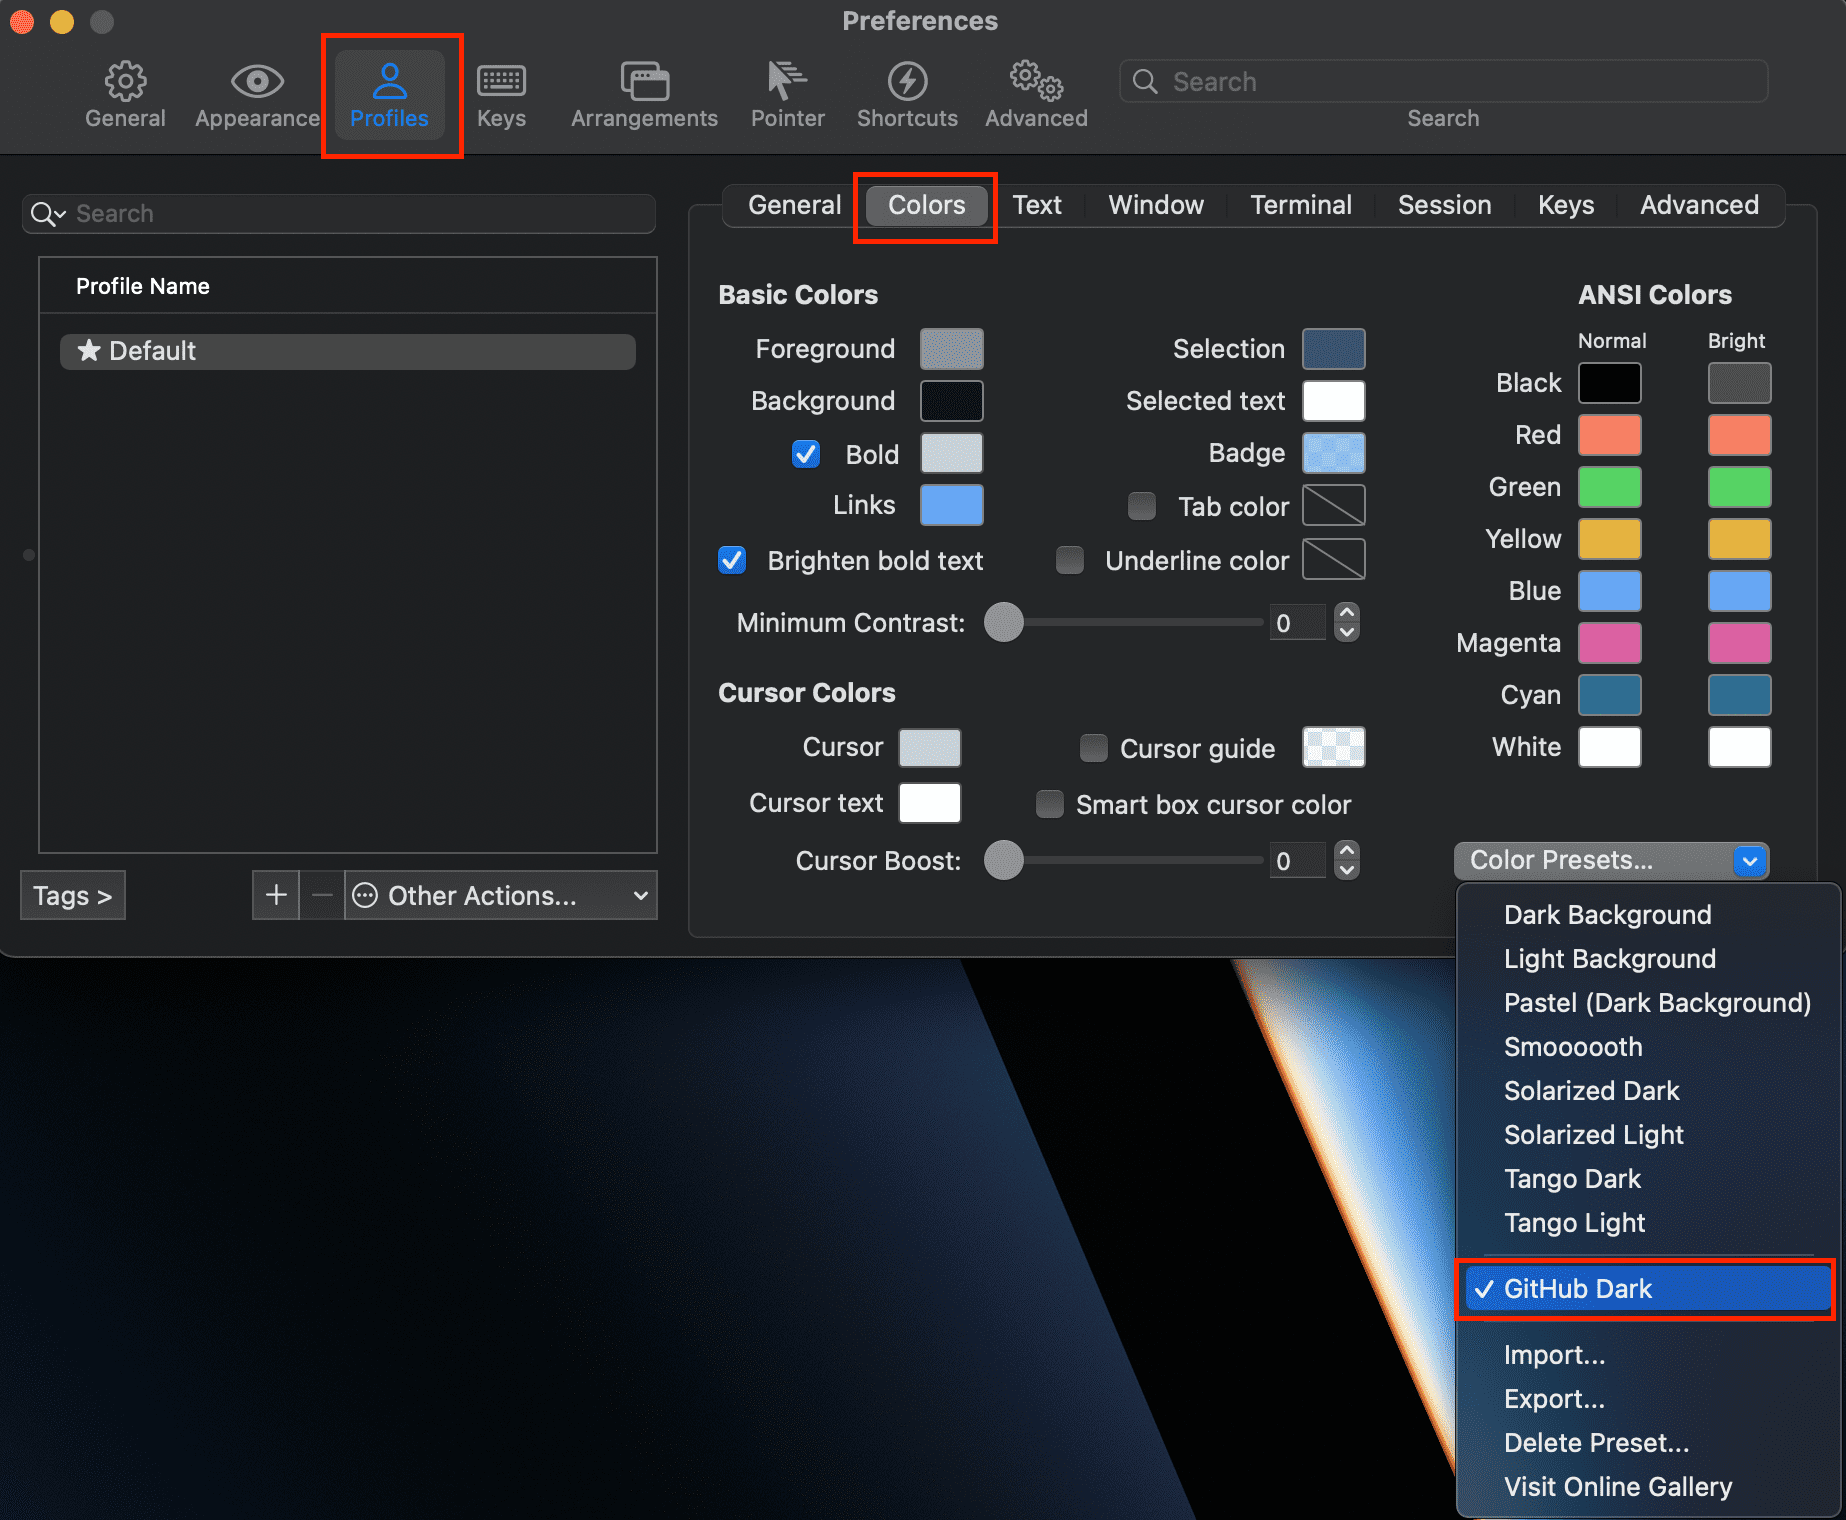 Preferences
General
Appearance
Profiles
Keys
Arrangements
Pointer
Shortcuts
Advanced
Search
Search
Search
Profile Name
Default
Tags >
Other Actions...
General
Colors
Text
Window
Terminal
Session
Keys
Advanced
Basic Colors
Foreground
Background
Bold
Links
Brighten bold text
Selection
Selected text
Badge
Tab color
Underline color
Minimum Contrast: 0
Cursor Colors
Cursor
Cursor text
Cursor guide
Smart box cursor color
Cursor Boost: 0
ANSI Colors
Normal Bright
Black
Red
Green
Yellow
Blue
Magenta
Cyan
White
Color Presets...
Dark Background
Light Background
Pastel (Dark Background)
Smoooooth
Solarized Dark
Solarized Light
Tango Dark
Tango Light
✓ GitHub Dark
Import...
Export...
Delete Preset...
Visit Online Gallery